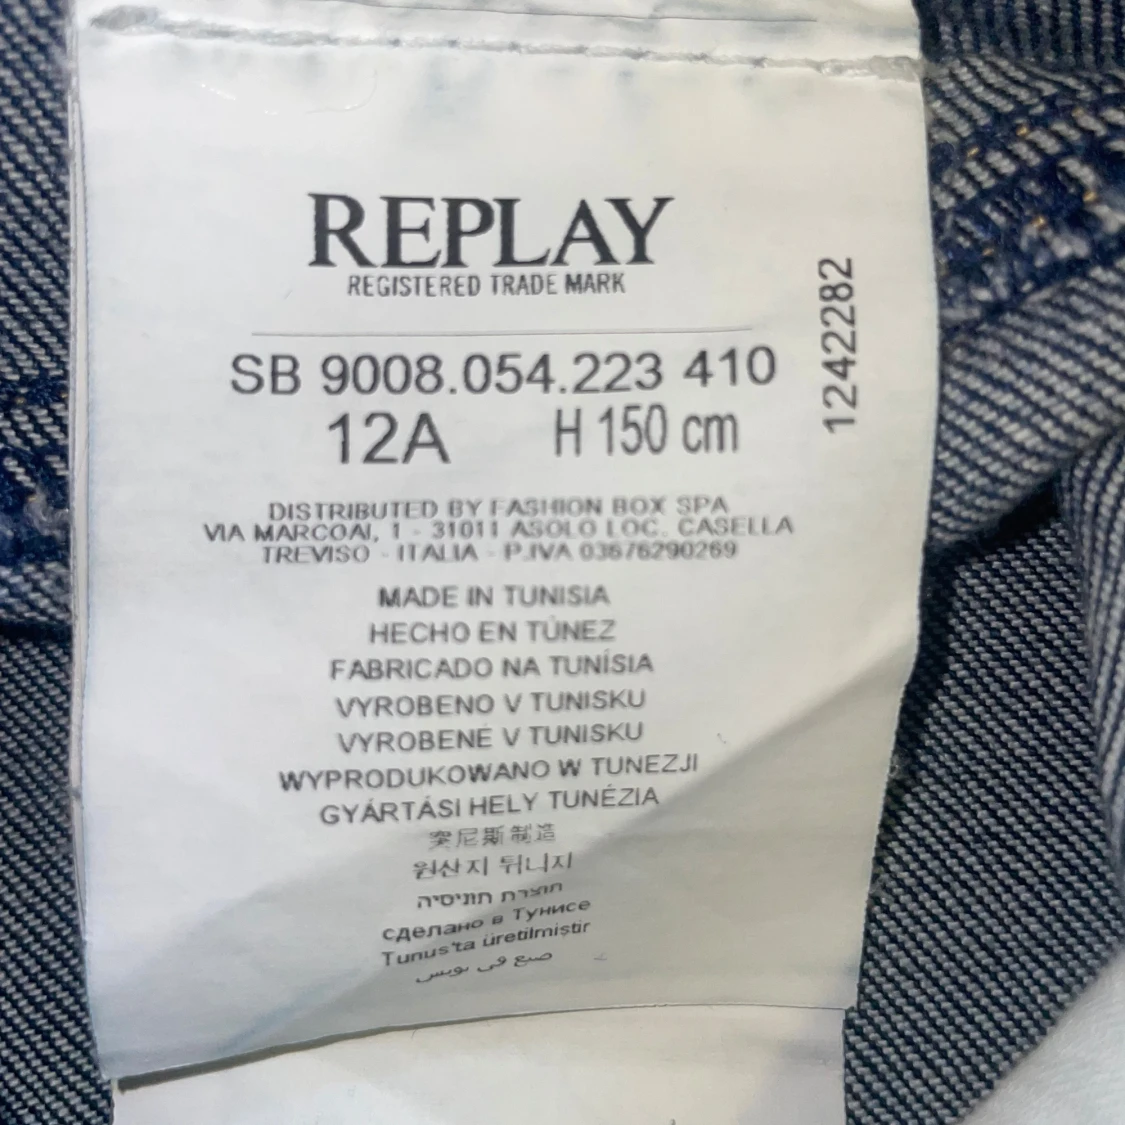 REPLAY
REGISTERED TRADE MARK
SB 9008.054.223 410
12A H 150 cm
1242282
DISTRIBUTED BY FASHION BOX SPA
VIA MARCOAI, 1 - 31011 ASOLO LOC. CASELLA
TREVISO - ITALIA - P.IVA 03676290269
MADE IN TUNISIA
HECHO EN TÚNEZ
FABRICADO NA TUNÍSIA
VYROBENO V TUNISKU
VYROBENÉ V TUNISKU
WYPRODUKOWANO W TUNEZJI
GYÁRTÁSI HELY TUNÉZIA
突尼斯制造
원산지 튀니지
תוצרת תוניסיה
сделано в Тунисе
Tunus'ta üretilmiştir
صنع في تونس